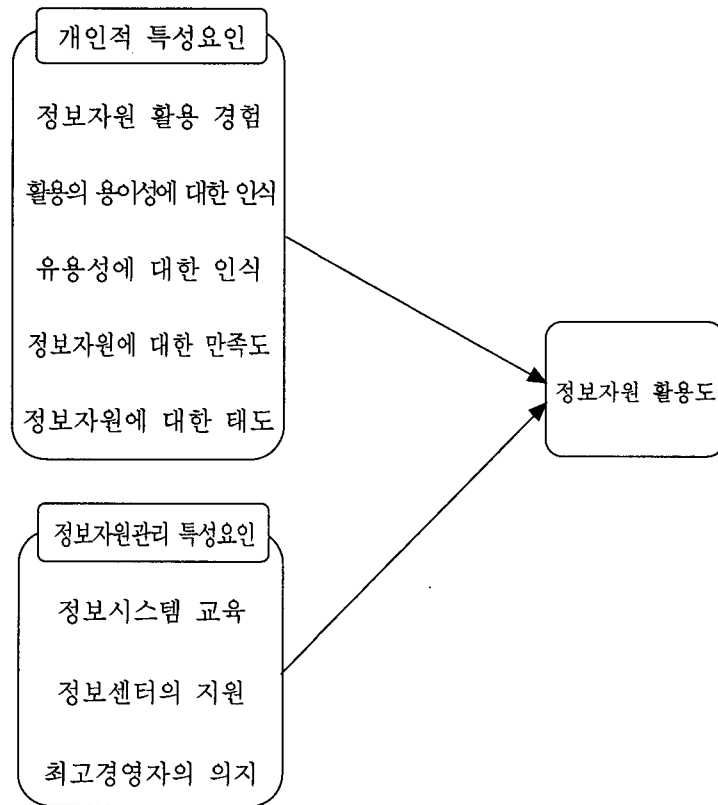 개인적 특성요인
정보자원 활용 경험
활용의 용이성에 대한 인식
유용성에 대한 인식
정보자원에 대한 만족도
정보자원에 대한 태도
정보자원 활용도
정보자원관리 특성요인
정보시스템 교육
정보센터의 지원
최고경영자의 의지